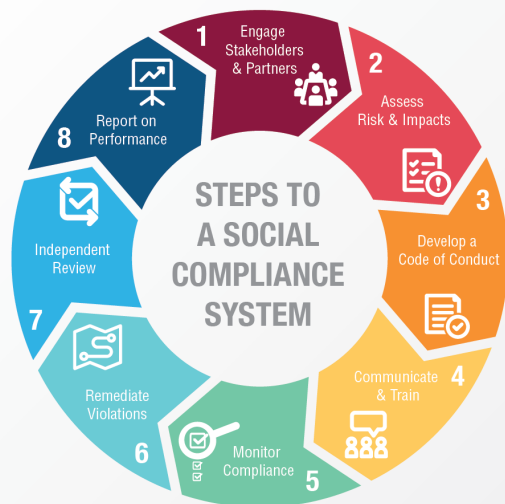 STEPS TO
A SOCIAL
COMPLIANCE
SYSTEM
1
Engage
Stakeholders
& Partners
2
Assess
Risk & Impacts
3
Develop a
Code of Conduct
4
Communicate
& Train
5
Monitor
Compliance
6
Remediate
Violations
7
Independent
Review
8
Report on
Performance